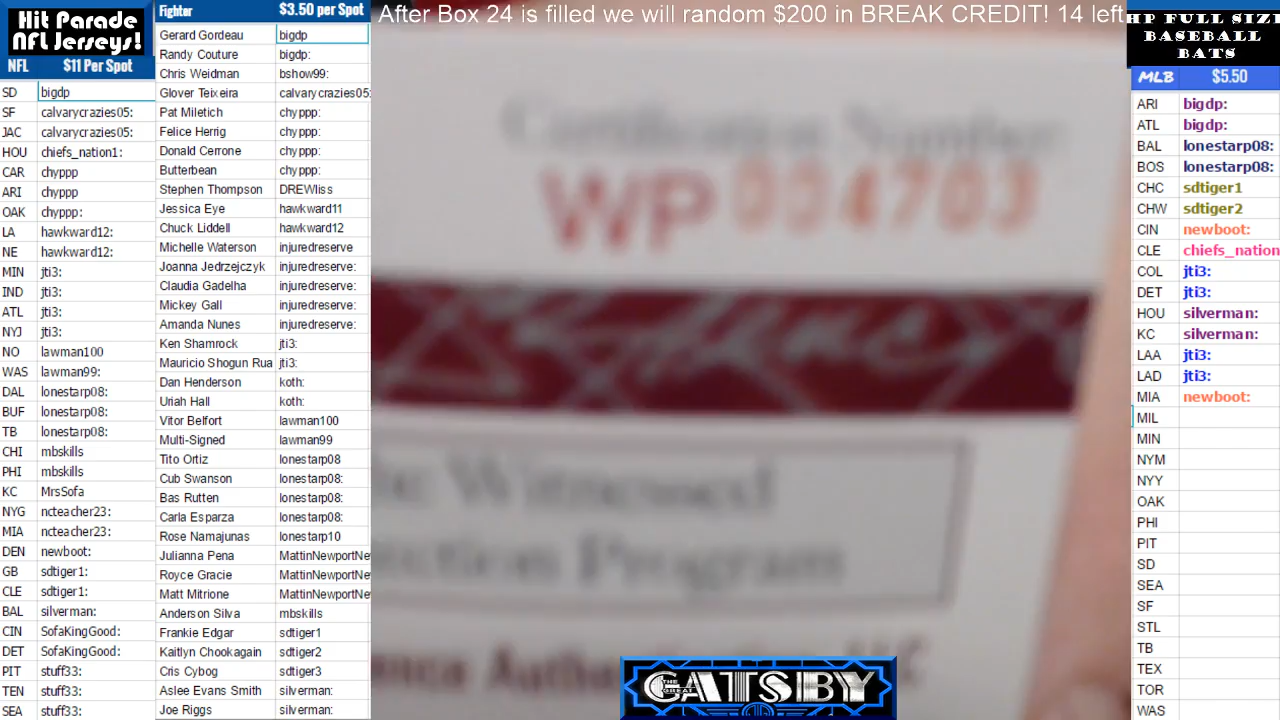 Hit Parade
NFL Jerseys!
NFL $11 Per Spot
SD bigdp
SF calvarycrazies05:
JAC calvarycrazies05:
HOU chiefs_nation1:
CAR chyppp
ARI chyppp
OAK chyppp:
LA hawkward12:
NE hawkward12:
MIN jti3:
IND jti3:
ATL jti3:
NYJ jti3:
NO lawman100
WAS lawman99:
DAL lonestarp08:
BUF lonestarp08:
TB lonestarp08:
CHI mbskills
PHI mbskills
KC MrsSofa
NYG ncteacher23:
MIA ncteacher23:
DEN newboot:
GB sdtiger1:
CLE sdtiger1:
BAL silverman:
CIN SofaKingGood:
DET SofaKingGood:
PIT stuff33:
TEN stuff33:
SEA stuff33:
Fighter $3.50 per Spot
Gerard Gordeau bigdp
Randy Couture bigdp:
Chris Weidman bshow99:
Glover Teixeira calvarycrazies05:
Pat Miletich chyppp:
Felice Herrig chyppp:
Donald Cerrone chyppp:
Butterbean chyppp:
Stephen Thompson DREWliss
Jessica Eye hawkward11
Chuck Liddell hawkward12
Michelle Waterson injuredreserve
Joanna Jedrzejczyk injuredreserve:
Claudia Gadelha injuredreserve:
Mickey Gall injuredreserve:
Amanda Nunes injuredreserve:
Ken Shamrock jti3:
Mauricio Shogun Rua jti3:
Dan Henderson koth:
Uriah Hall koth:
Vitor Belfort lawman100
Multi-Signed lawman99
Tito Ortiz lonestarp08
Cub Swanson lonestarp08:
Bas Rutten lonestarp08:
Carla Esparza lonestarp08:
Rose Namajunas lonestarp10
Julianna Pena MattinNewportNe
Royce Gracie MattinNewportNe
Matt Mitrione MattinNewportNe
Anderson Silva mbskills
Frankie Edgar sdtiger1
Kaitlyn Chookagain sdtiger2
Cris Cybog sdtiger3
Aslee Evans Smith silverman:
Joe Riggs silverman:
After Box 24 is filled we will random $200 in BREAK CREDIT! 14 left
Certification Number
WP 004703
Witnessed
Program
THE GREAT
GATSBY
HP FULL SIZE
BASEBALL
BATS
MLB $5.50
ARI bigdp:
ATL bigdp:
BAL lonestarp08:
BOS lonestarp08:
CHC sdtiger1
CHW sdtiger2
CIN newboot:
CLE chiefs_nation
COL jti3:
DET jti3:
HOU silverman:
KC silverman:
LAA jti3:
LAD jti3:
MIA newboot:
MIL
MIN
NYM
NYY
OAK
PHI
PIT
SD
SEA
SF
STL
TB
TEX
TOR
WAS